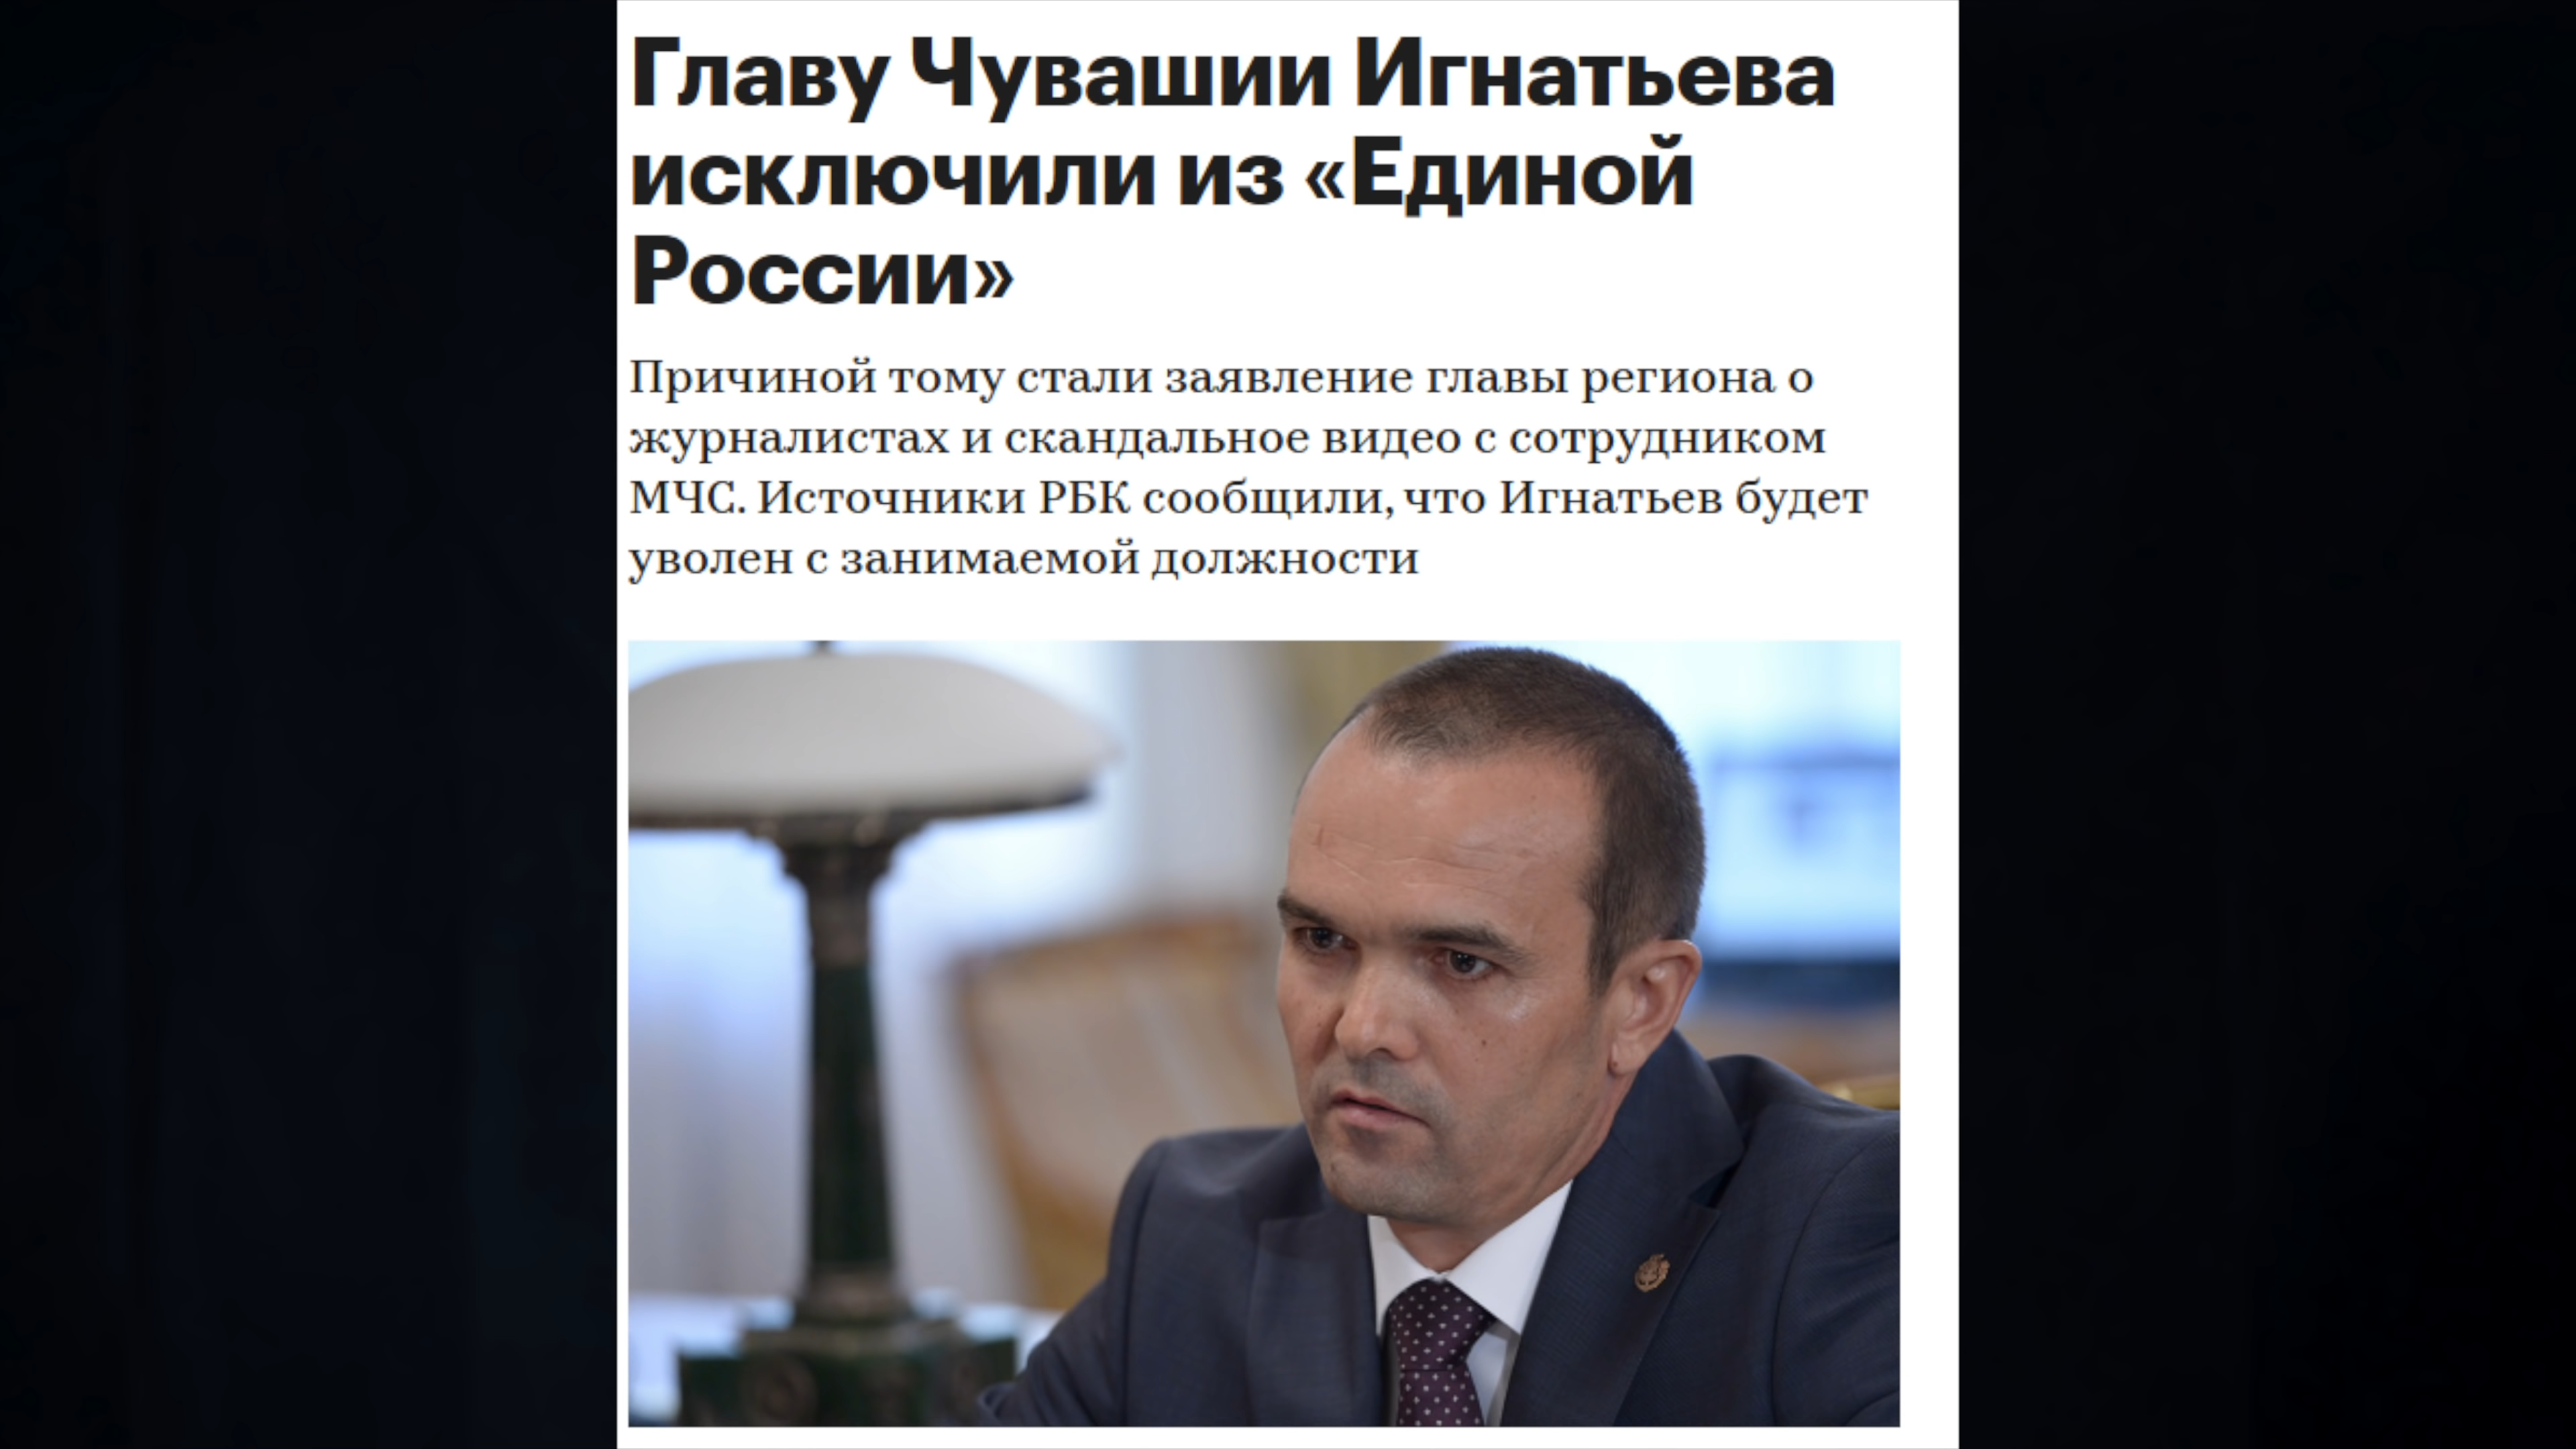 Главу Чувашии Игнатьева
исключили из «Единой
России»
Причиной тому стали заявление главы региона о
журналистах и скандальное видео с сотрудником
МЧС. Источники РБК сообщили, что Игнатьев будет
уволен с занимаемой должности